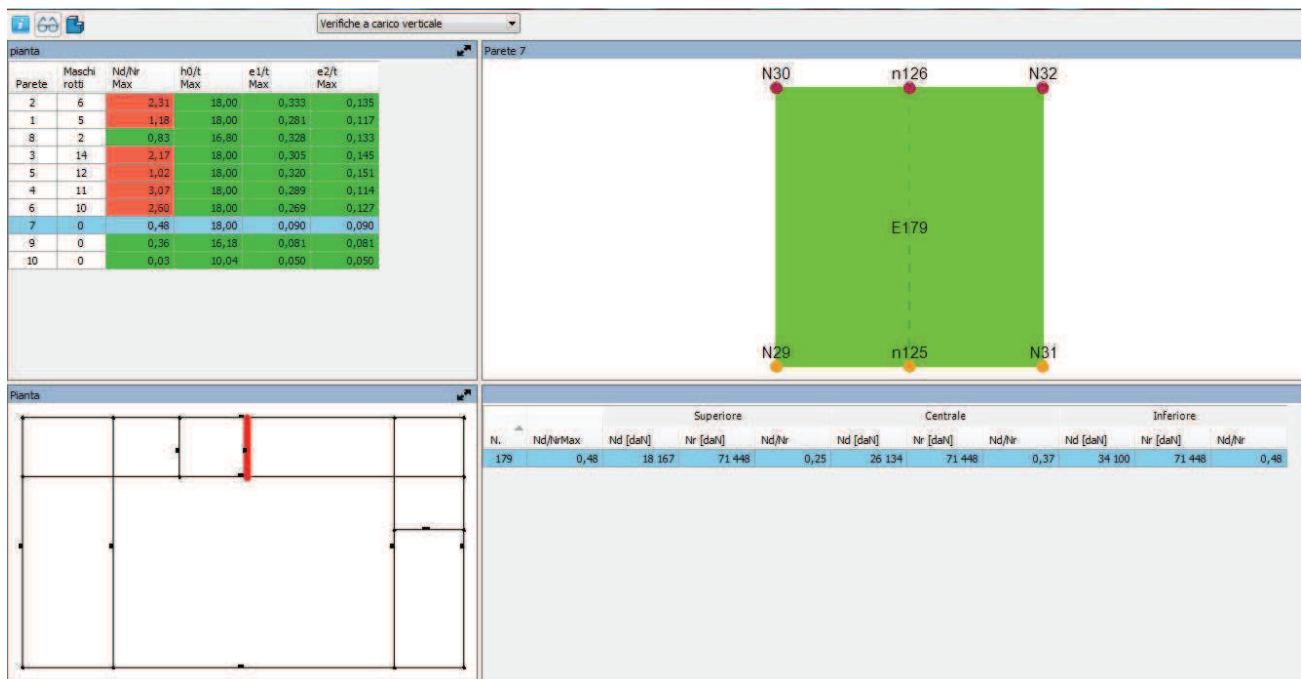 Verifiche a carico verticale
pianta
Parete Maschi rotti Nd/Nr Max h0/t Max e1/t Max e2/t Max
2 6 2,31 18,00 0,333 0,135
1 5 1,18 18,00 0,281 0,117
8 2 0,83 16,80 0,328 0,133
3 14 2,17 18,00 0,305 0,145
5 12 1,02 18,00 0,320 0,151
4 11 3,07 18,00 0,289 0,114
6 10 2,60 18,00 0,269 0,127
7 0 0,48 18,00 0,090 0,090
9 0 0,36 16,18 0,081 0,081
10 0 0,03 10,04 0,050 0,050
Parete 7
N30 n126 N32
E179
N29 n125 N31
Pianta
Superiore Centrale Inferiore
N. Nd/NrMax Nd [daN] Nr [daN] Nd/Nr Nd [daN] Nr [daN] Nd/Nr Nd [daN] Nr [daN] Nd/Nr
179 0,48 18 167 71 448 0,25 26 134 71 448 0,37 34 100 71 448 0,48